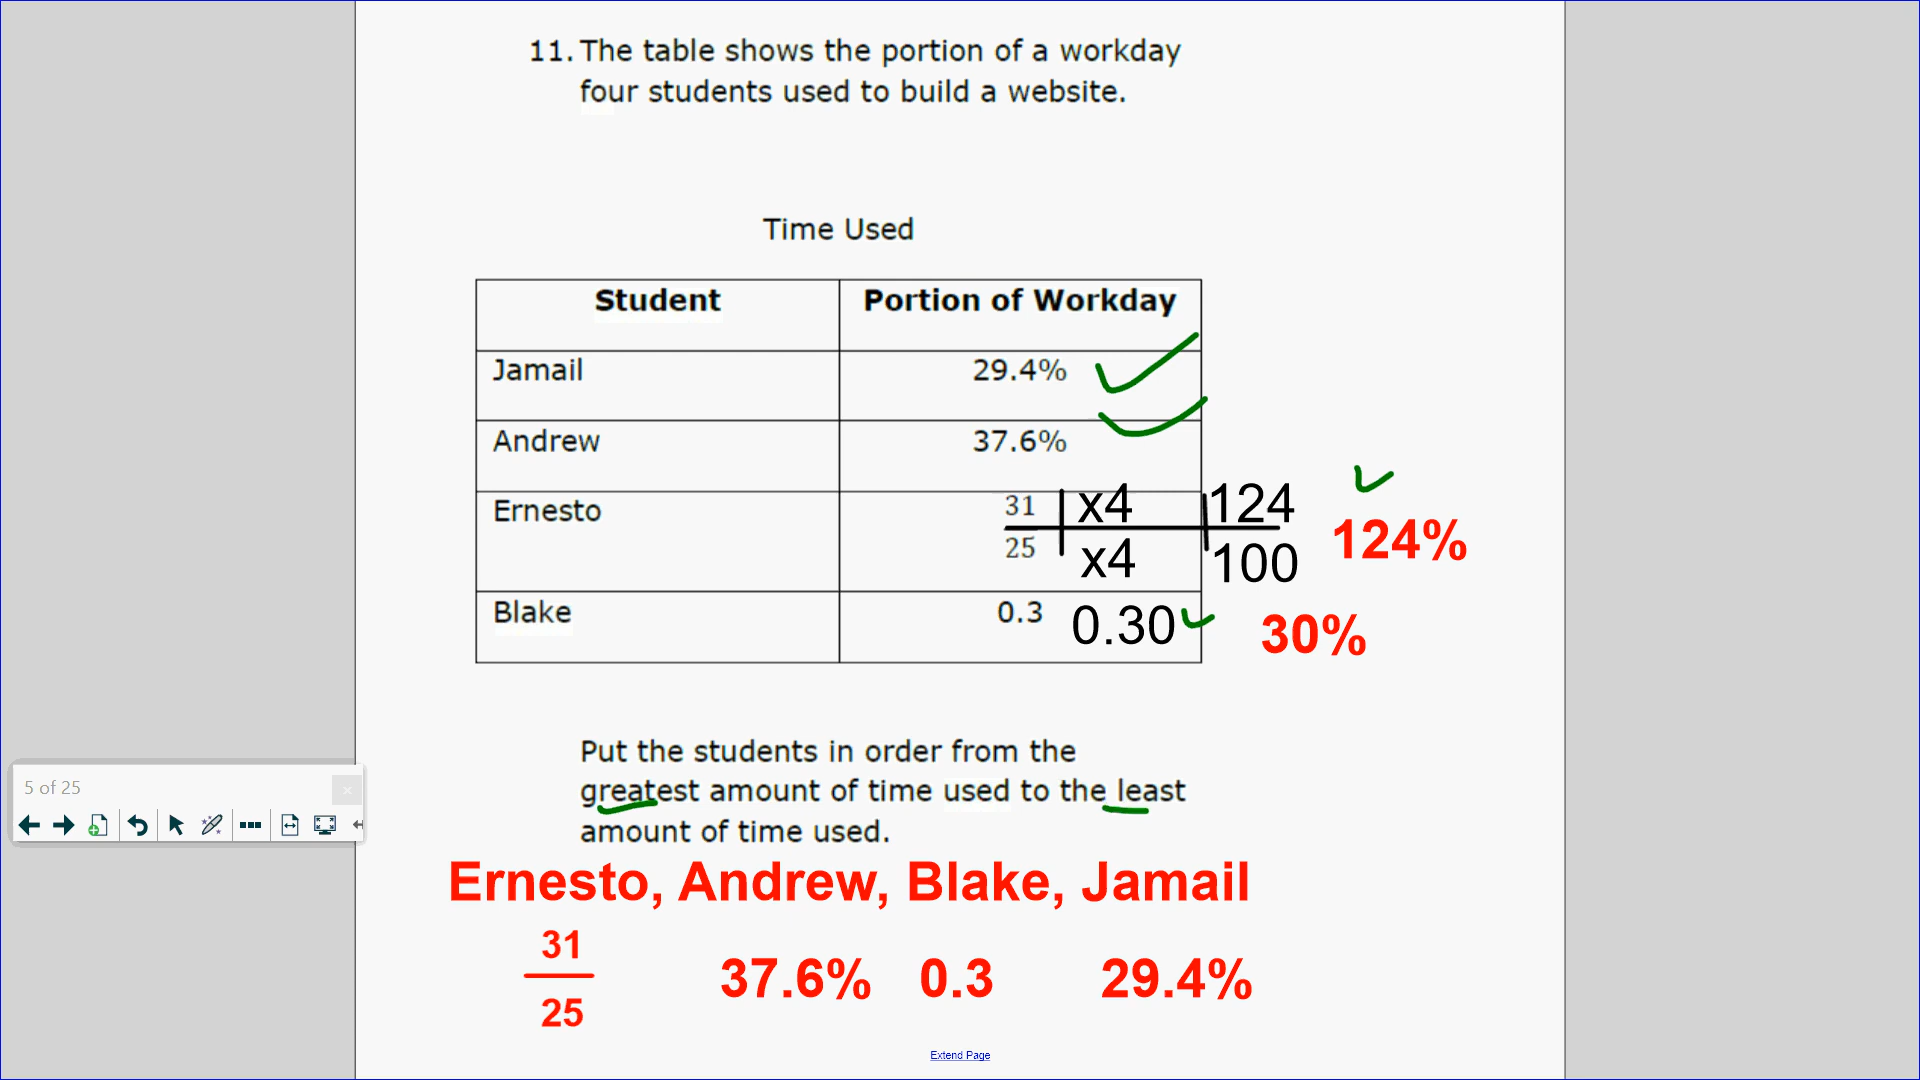 11. The table shows the portion of a workday
four students used to build a website.
Time Used
Student Portion of Workday
Jamail 29.4%
Andrew 37.6%
Ernesto 31 x4 124
25 x4 100
124%
Blake 0.3 0.30 30%
Put the students in order from the
greatest amount of time used to the least
amount of time used.
5 of 25
Ernesto, Andrew, Blake, Jamail
31
25
37.6% 0.3 29.4%
Extend Page